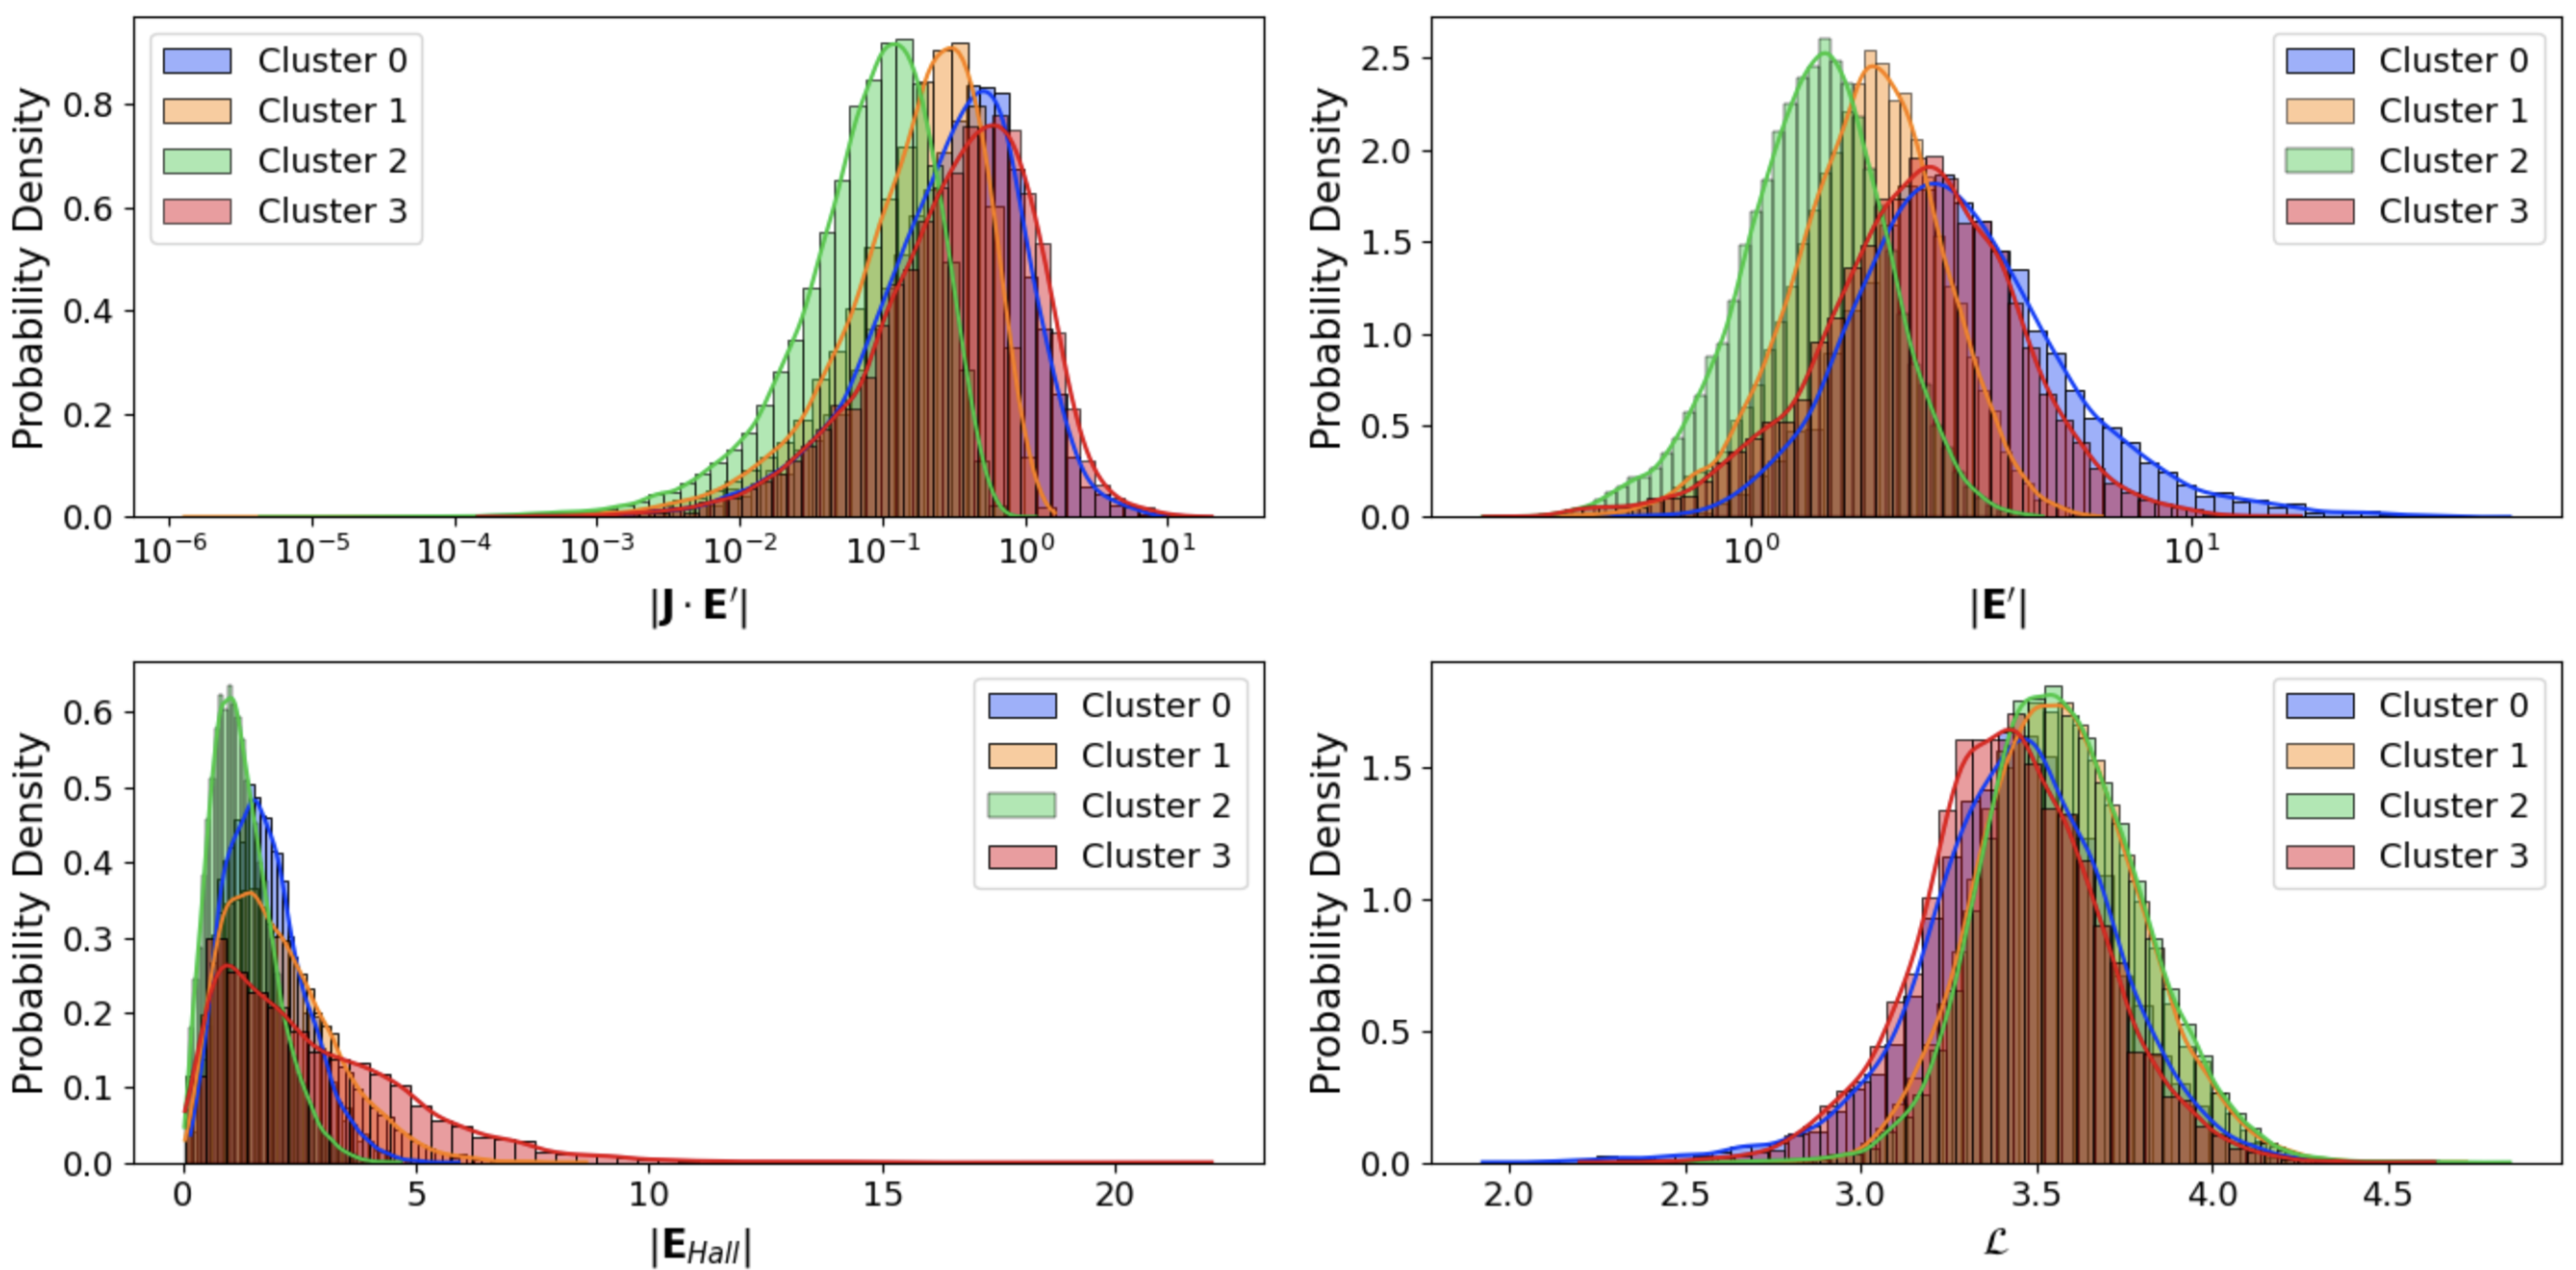 Probability Density
0.8
0.6
0.4
0.2
0.0
Cluster 0
Cluster 1
Cluster 2
Cluster 3
10⁻⁶ 10⁻⁵ 10⁻⁴ 10⁻³ 10⁻² 10⁻¹ 10⁰ 10¹
|J · E′|
Probability Density
2.5
2.0
1.5
1.0
0.5
0.0
Cluster 0
Cluster 1
Cluster 2
Cluster 3
10⁰ 10¹
|E′|
Probability Density
0.6
0.5
0.4
0.3
0.2
0.1
0.0
Cluster 0
Cluster 1
Cluster 2
Cluster 3
0 5 10 15 20
|E_Hall|
Probability Density
1.5
1.0
0.5
0.0
Cluster 0
Cluster 1
Cluster 2
Cluster 3
2.0 2.5 3.0 3.5 4.0 4.5
ℒ